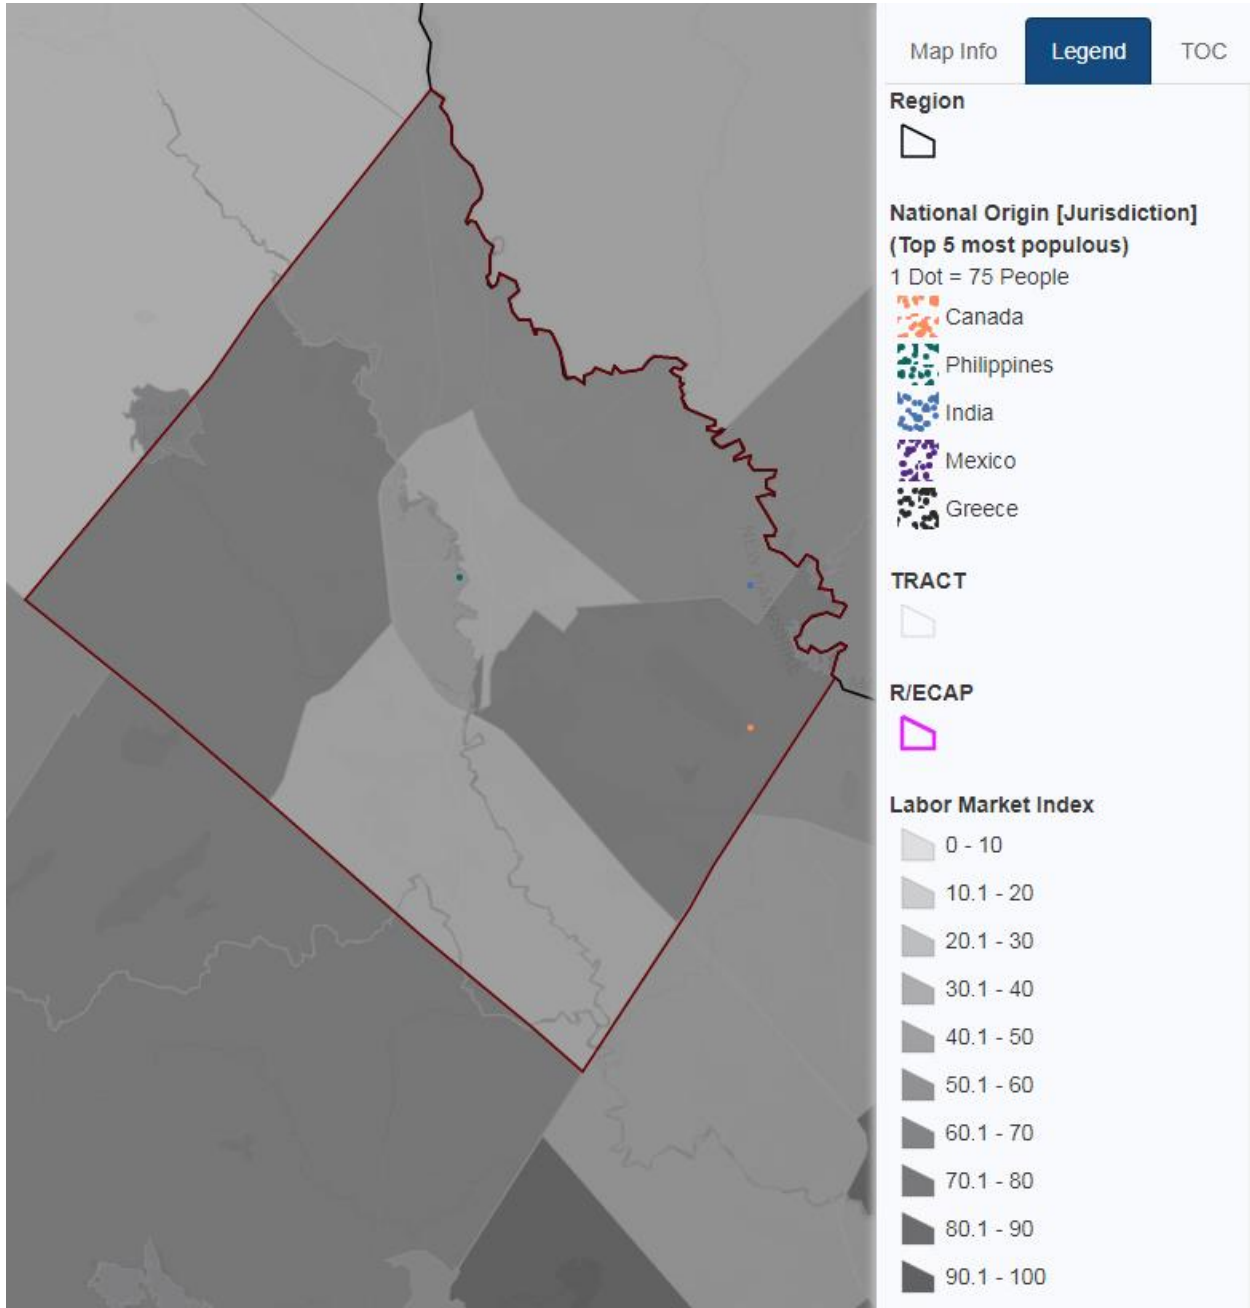 Map Info Legend TOC
Region
National Origin [Jurisdiction]
(Top 5 most populous)
1 Dot = 75 People
Canada
Philippines
India
Mexico
Greece
TRACT
R/ECAP
Labor Market Index
0 - 10
10.1 - 20
20.1 - 30
30.1 - 40
40.1 - 50
50.1 - 60
60.1 - 70
70.1 - 80
80.1 - 90
90.1 - 100